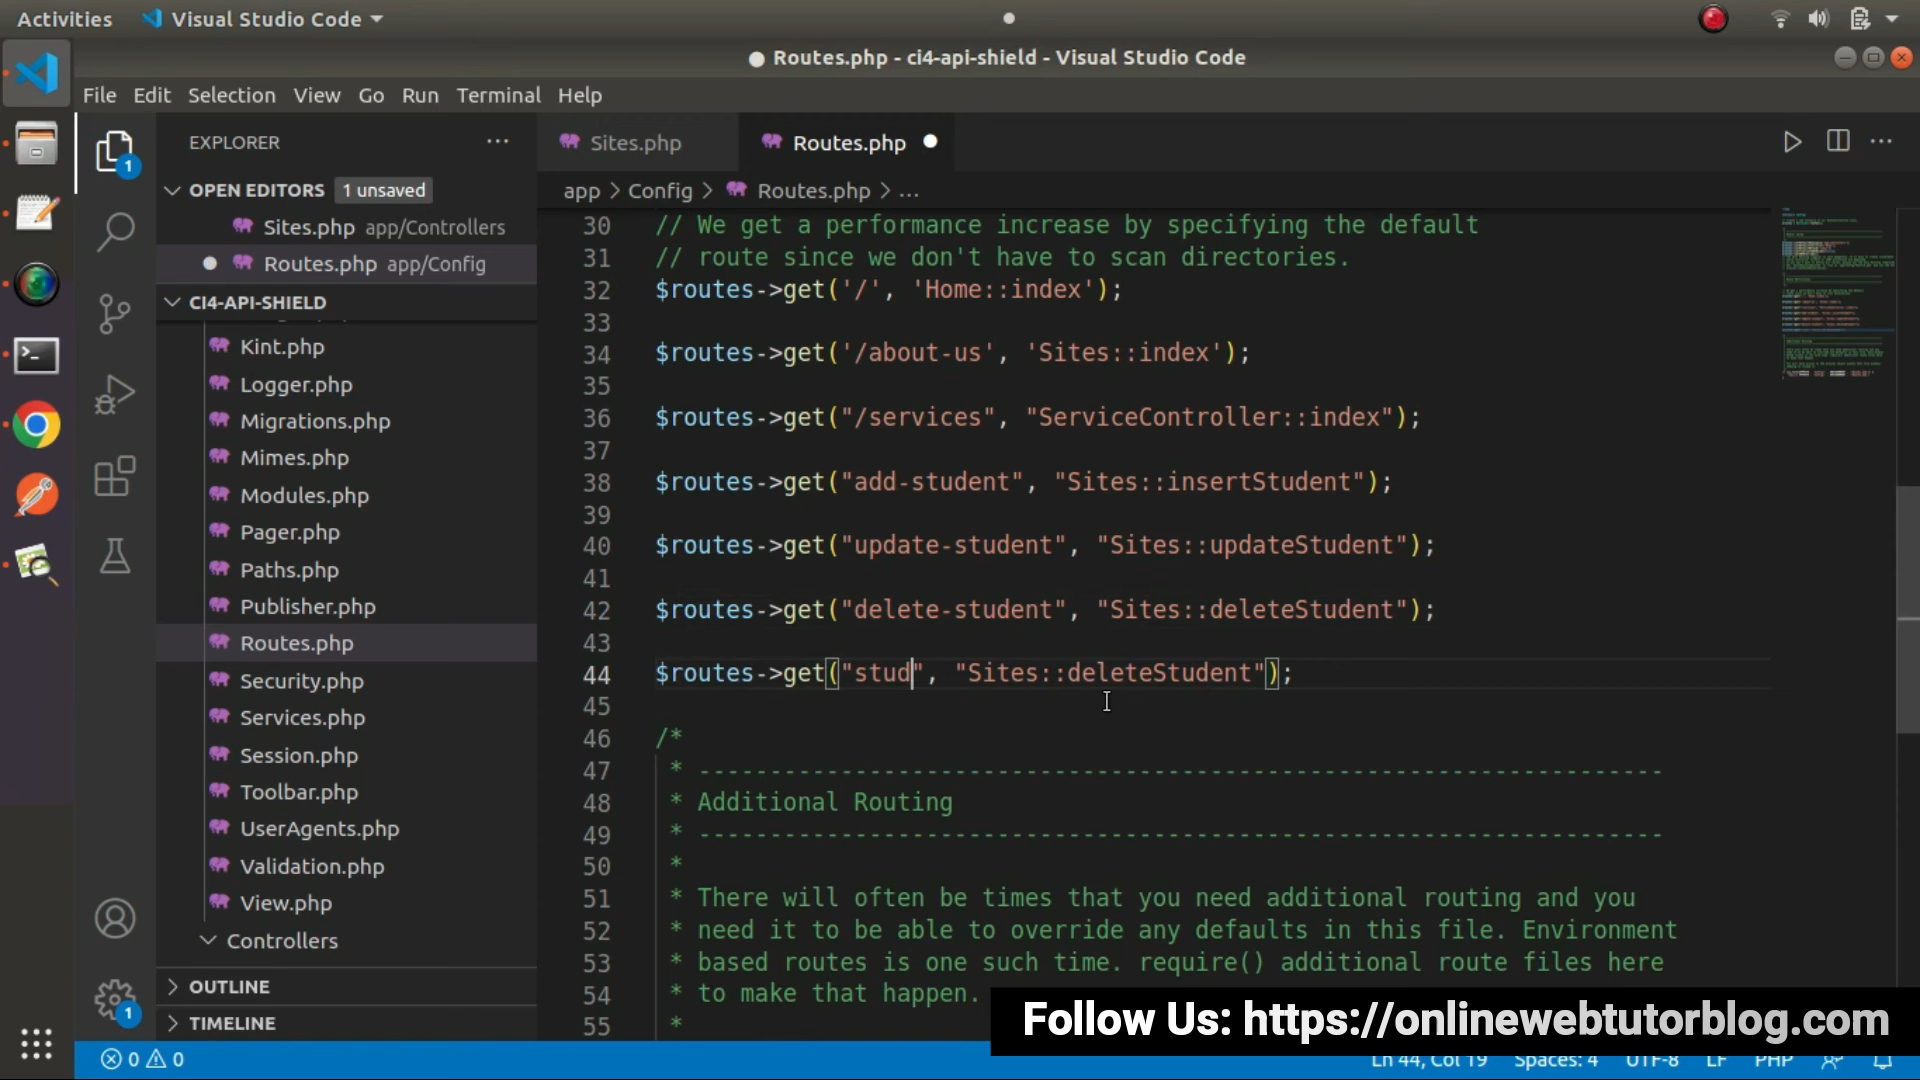 Activities Visual Studio Code
Routes.php - ci4-api-shield - Visual Studio Code
File Edit Selection View Go Run Terminal Help
EXPLORER
OPEN EDITORS 1 unsaved
Sites.php app/Controllers
Routes.php app/Config
CI4-API-SHIELD
Kint.php
Logger.php
Migrations.php
Mimes.php
Modules.php
Pager.php
Paths.php
Publisher.php
Routes.php
Security.php
Services.php
Session.php
Toolbar.php
UserAgents.php
Validation.php
View.php
Controllers
OUTLINE
TIMELINE
1
1
Sites.php Routes.php
app > Config > Routes.php > ...
30 // We get a performance increase by specifying the default
31 // route since we don't have to scan directories.
32 $routes->get('/', 'Home::index');
33
34 $routes->get('/about-us', 'Sites::index');
35
36 $routes->get("/services", "ServiceController::index");
37
38 $routes->get("add-student", "Sites::insertStudent");
39
40 $routes->get("update-student", "Sites::updateStudent");
41
42 $routes->get("delete-student", "Sites::deleteStudent");
43
44 $routes->get("stud", "Sites::deleteStudent");
45
46 /*
47 * --------------------------------------------------------------------
48 * Additional Routing
49 * --------------------------------------------------------------------
50 *
51 * There will often be times that you need additional routing and you
52 * need it to be able to override any defaults in this file. Environment
53 * based routes is one such time. require() additional route files here
54 * to make that happen.
55 *
Follow Us: https://onlinewebtutorblog.com
0 0 Ln 44, Col 19 Spaces: 4 UTF-8 LF PHP